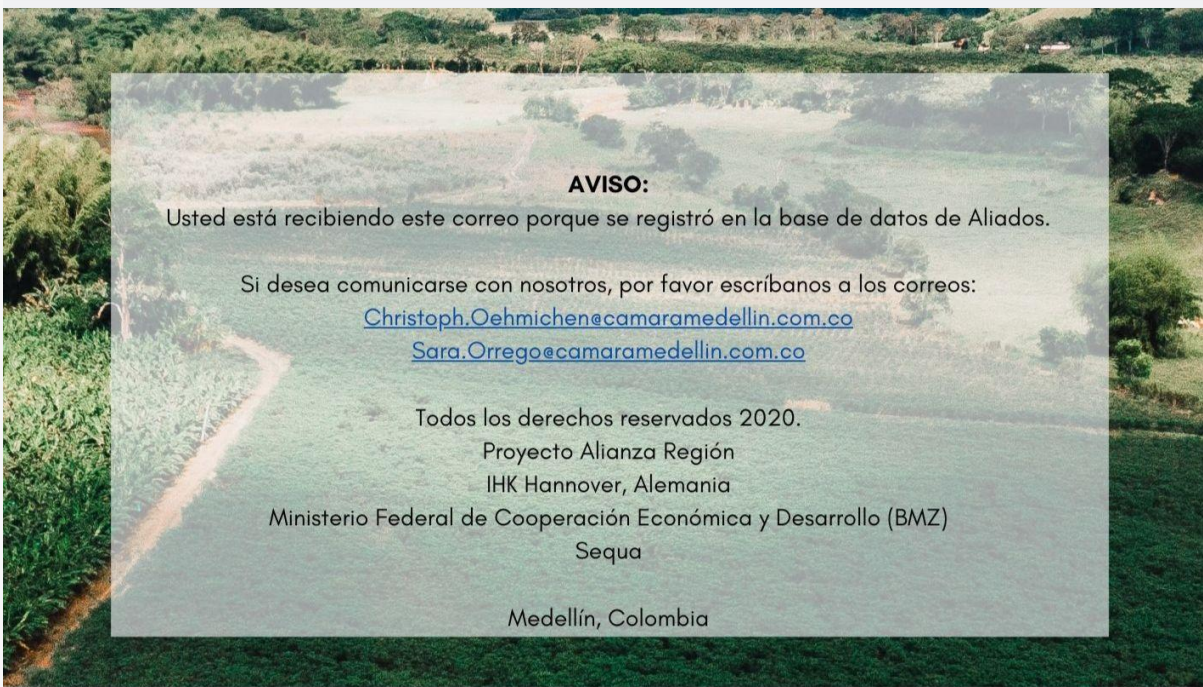 AVISO:
Usted está recibiendo este correo porque se registró en la base de datos de Aliados.
Si desea comunicarse con nosotros, por favor escríbanos a los correos:
Christoph.Oehmichen@camaramedellin.com.co
Sara.Orrego@camaramedellin.com.co
Todos los derechos reservados 2020.
Proyecto Alianza Región
IHK Hannover, Alemania
Ministerio Federal de Cooperación Económica y Desarrollo (BMZ)
Sequa
Medellín, Colombia